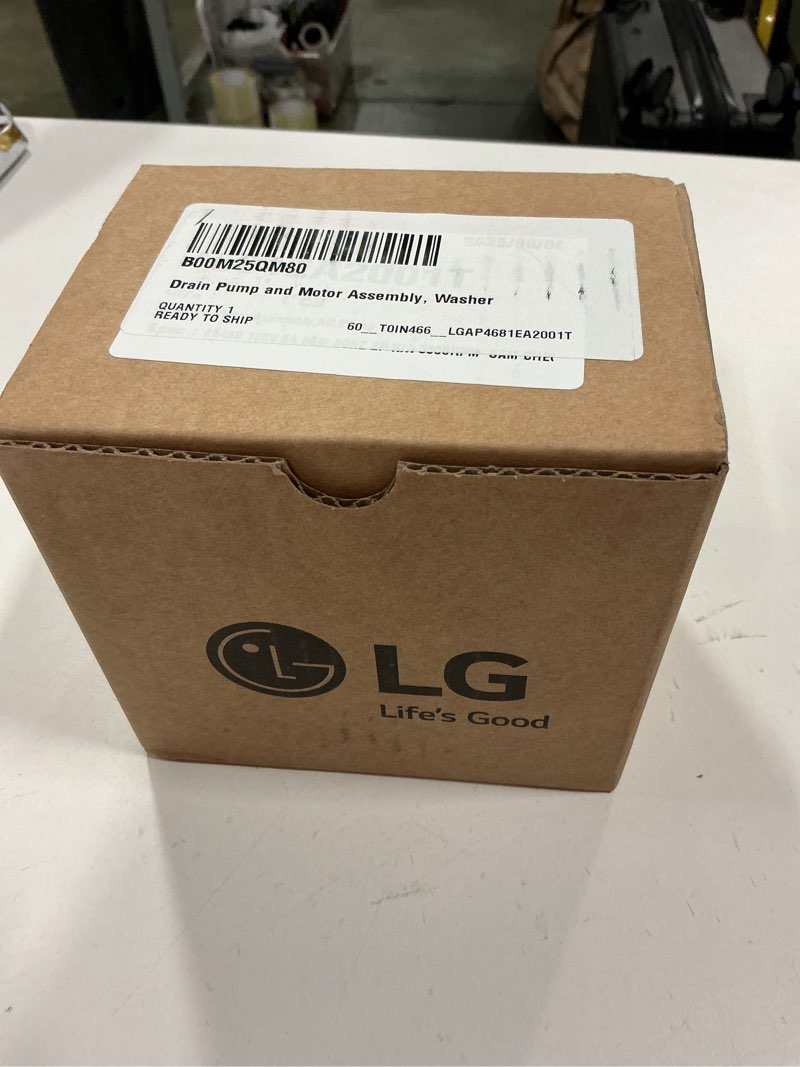 B00M25QM80
Drain Pump and Motor Assembly, Washer
QUANTITY 1
READY TO SHIP
60__T0IN466__LGAP4681EA2001T
LG
Life's Good